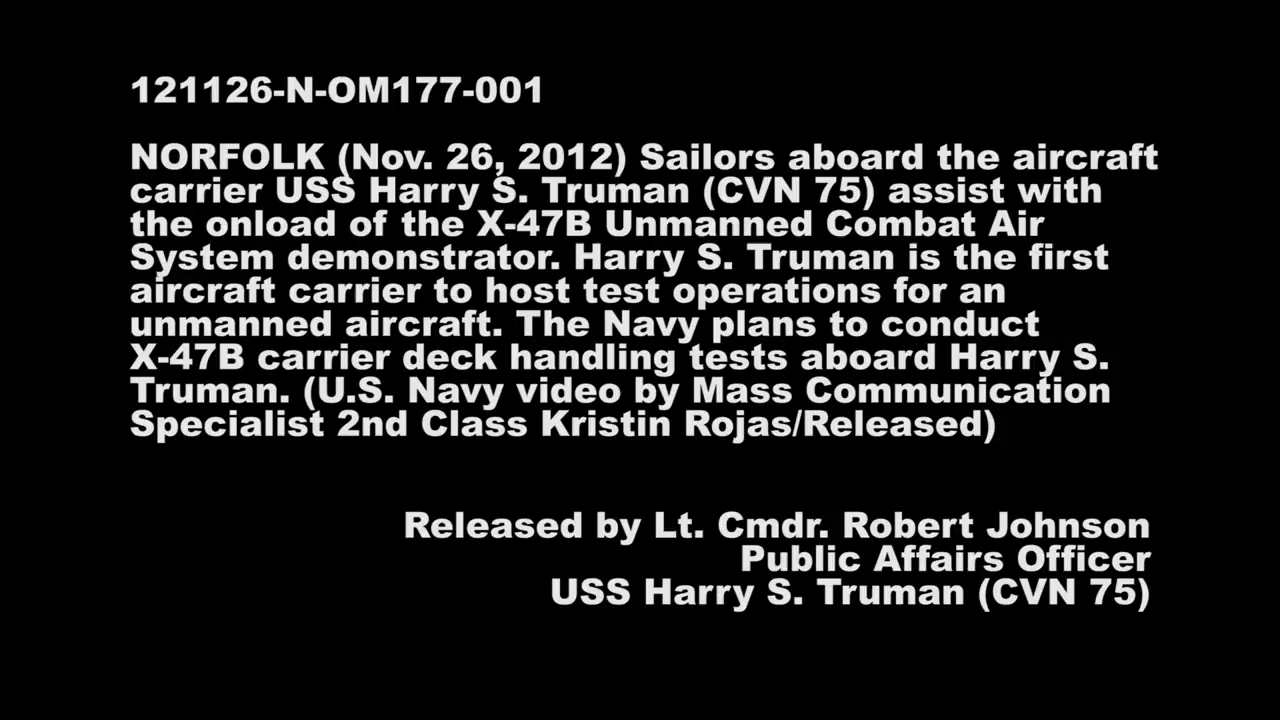 121126-N-OM177-001
NORFOLK (Nov. 26, 2012) Sailors aboard the aircraft
carrier USS Harry S. Truman (CVN 75) assist with
the onload of the X-47B Unmanned Combat Air
System demonstrator. Harry S. Truman is the first
aircraft carrier to host test operations for an
unmanned aircraft. The Navy plans to conduct
X-47B carrier deck handling tests aboard Harry S.
Truman. (U.S. Navy video by Mass Communication
Specialist 2nd Class Kristin Rojas/Released)
Released by Lt. Cmdr. Robert Johnson
Public Affairs Officer
USS Harry S. Truman (CVN 75)